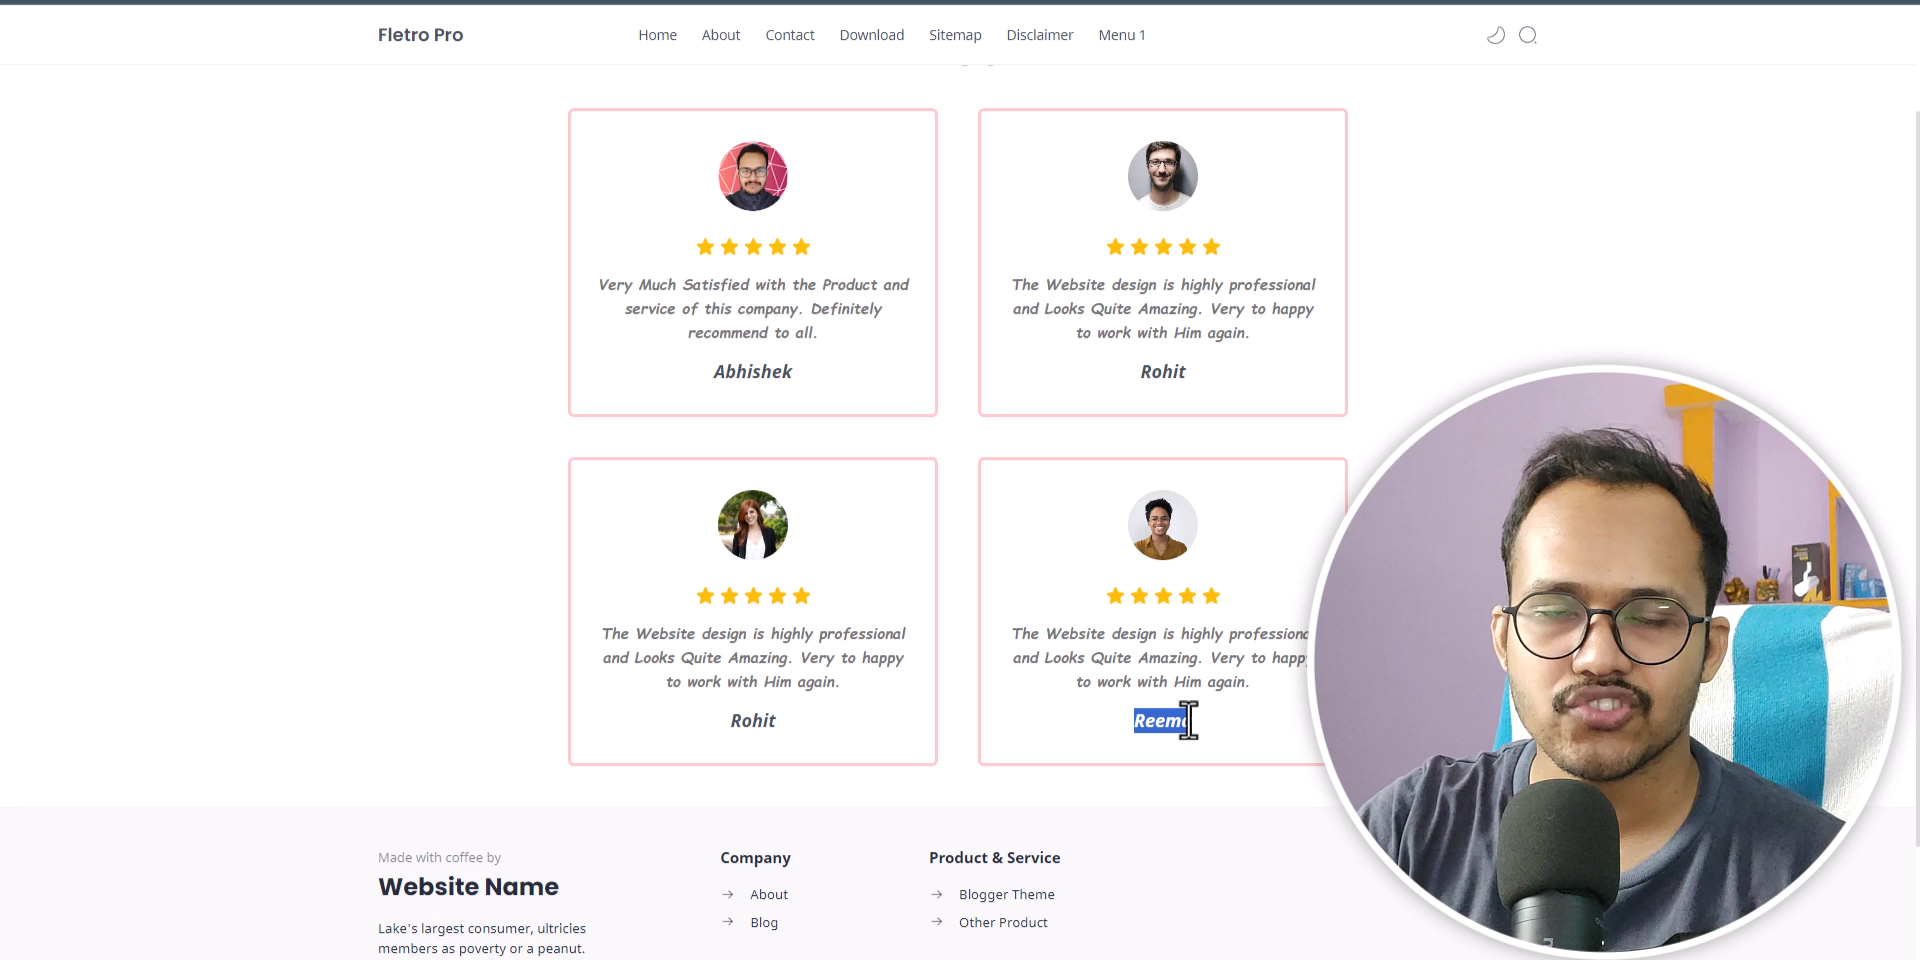 Fletro Pro
Home About Contact Download Sitemap Disclaimer Menu 1
Very Much Satisfied with the Product and
service of this company. Definitely
recommend to all.
Abhishek
The Website design is highly professional
and Looks Quite Amazing. Very to happy
to work with Him again.
Rohit
The Website design is highly professional
and Looks Quite Amazing. Very to happy
to work with Him again.
Rohit
The Website design is highly
and Looks Quite Amazing. Very to
to work with Him again.
Made with coffee by
Website Name
Lake's largest consumer, ultricies
members as poverty or a peanut.
Company
About
Blog
Product & Service
Blogger Theme
Other Product